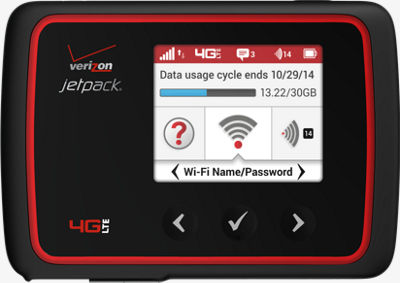 verizon
jetpack
4G LTE 3 14
Data usage cycle ends 10/29/14
13.22/30GB
? 14
Wi-Fi Name/Password
4G LTE